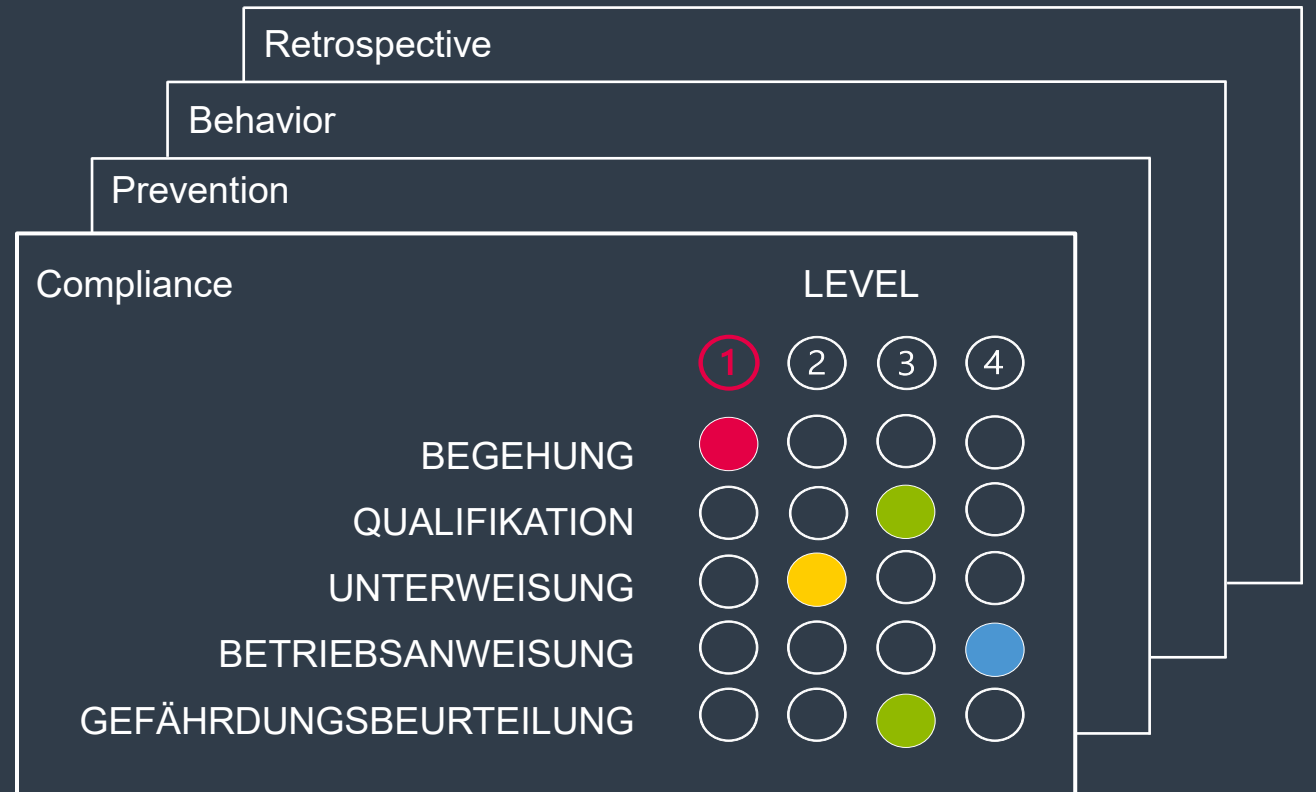 Retrospective
Behavior
Prevention
Compliance LEVEL
1 2 3 4
BEGEHUNG
QUALIFIKATION
UNTERWEISUNG
BETRIEBSANWEISUNG
GEFÄHRDUNGSBEURTEILUNG